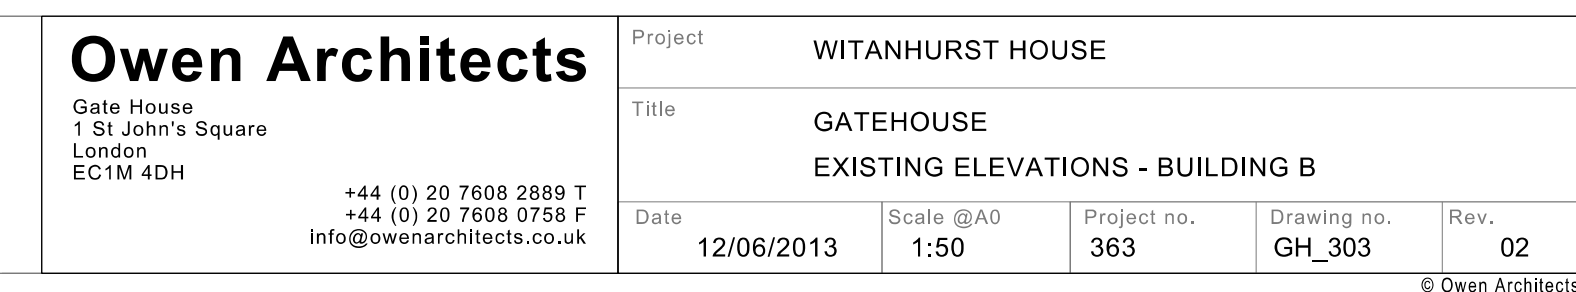 Owen Architects
Gate House
1 St John's Square
London
EC1M 4DH
+44 (0) 20 7608 2889 T
+44 (0) 20 7608 0758 F
info@owenarchitects.co.uk
Project
WITANHURST HOUSE
Title
GATEHOUSE
EXISTING ELEVATIONS - BUILDING B
Date
12/06/2013
Scale @A0
1:50
Project no.
363
Drawing no.
GH_303
Rev.
02
© Owen Architects